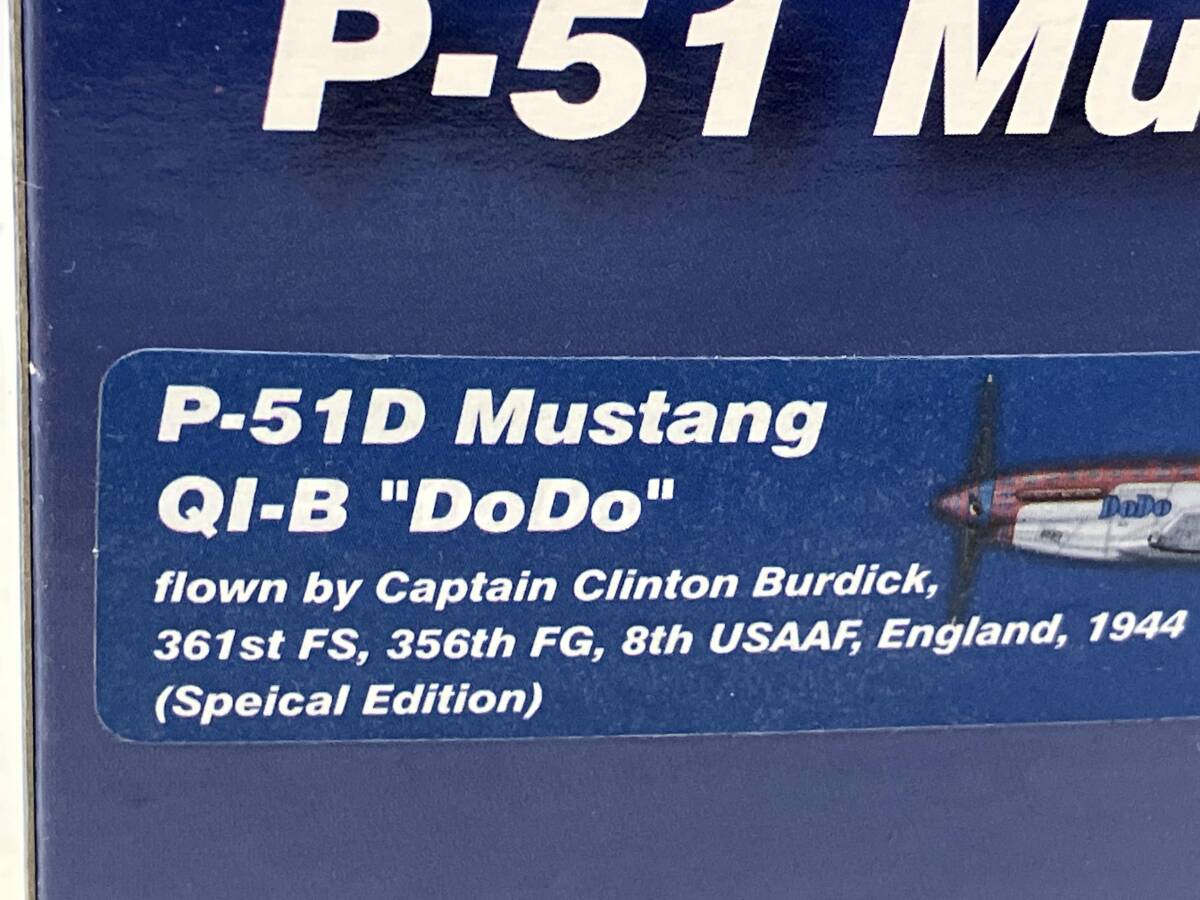 P-51 Mu
P-51D Mustang
QI-B "DoDo"
DoDo
flown by Captain Clinton Burdick,
361st FS, 356th FG, 8th USAAF, England, 1944
(Speical Edition)